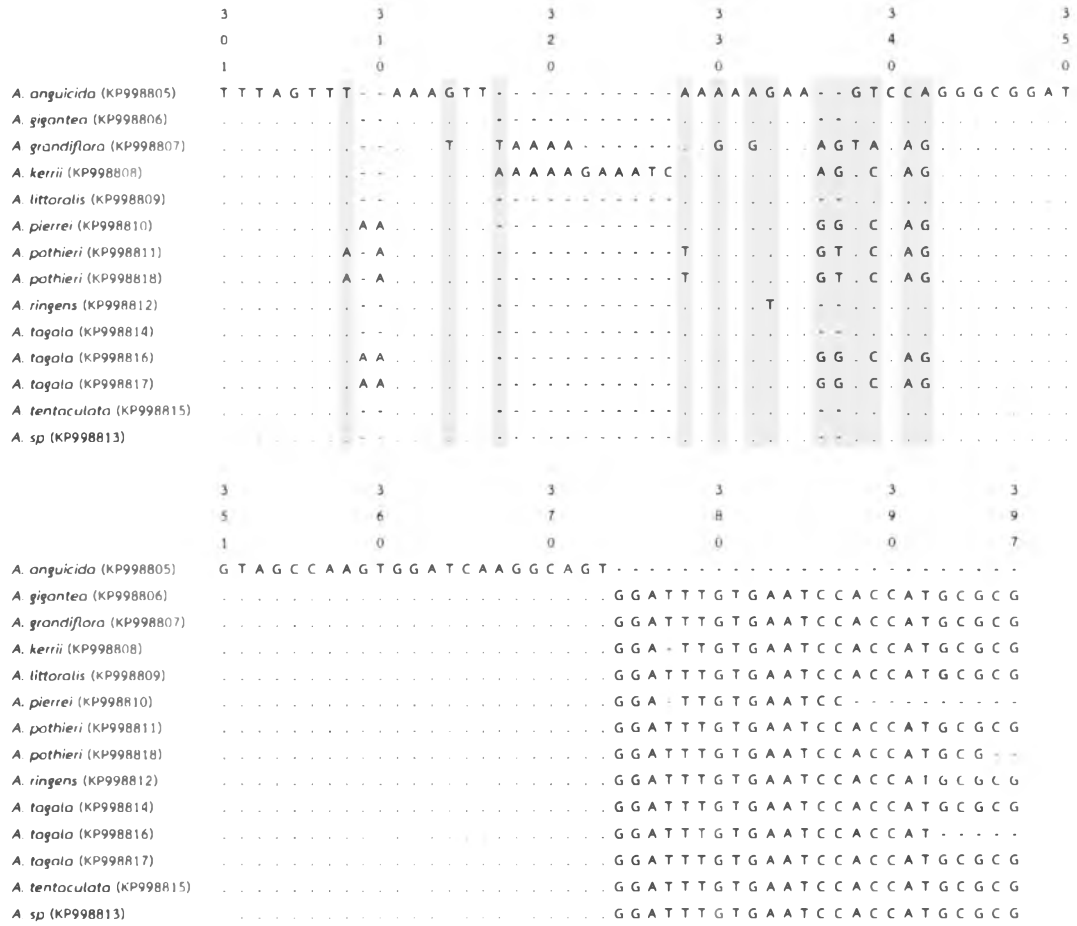 3 3 3 3 3 3
0 1 2 3 4 5
1 0 0 0 0 0
A. anguicida (KP998805) T T T A G T T T - - A A A G T T - - - - - - - - - - - A A A A A G A A - - G T C C A G G G C G G A T
A. gigantea (KP998806) . . . . . . . . - - . . . . . . - - - - - - - - - - - . . . . . . . . - - . . . . . . . . . . . . .
A. grandiflora (KP998807) . . . . . . . . - - . . . T . . T A A A A - - - - - - . . G . G . . . A G T A . A G . . . . . . . .
A. kerrii (KP998808) . . . . . . . . - - . . . . . . A A A A A G A A A T C . . . . . . . . A G . C . A G . . . . . . . .
A. littoralis (KP998809) . . . . . . . . - - . . . . . . - - - - - - - - - - - . . . . . . . . - - . . . . . . . . . . . . .
A. pierrei (KP998810) . . . . . . . . A A . . . . . . - - - - - - - - - - - . . . . . . . . G G . C . A G . . . . . . . .
A. pothieri (KP998811) . . . . . . . A - A . . . . . . - - - - - - - - - - - T . . . . . . . G T . C . A G . . . . . . . .
A. pothieri (KP998818) . . . . . . . A - A . . . . . . - - - - - - - - - - - T . . . . . . . G T . C . A G . . . . . . . .
A. ringens (KP998812) . . . . . . . . - - . . . . . . - - - - - - - - - - - . . . . . T . . - - . . . . . . . . . . . . .
A. tagala (KP998814) . . . . . . . . - - . . . . . . - - - - - - - - - - - . . . . . . . . - - . . . . . . . . . . . . .
A. tagala (KP998816) . . . . . . . . A A . . . . . . - - - - - - - - - - - . . . . . . . . G G . C . A G . . . . . . . .
A. tagala (KP998817) . . . . . . . . A A . . . . . . - - - - - - - - - - - . . . . . . . . G G . C . A G . . . . . . . .
A. tentaculata (KP998815) . . . . . . . . - - . . . . . . - - - - - - - - - - - . . . . . . . . - - . . . . . . . . . . . . .
A. sp (KP998813) . . . . . . . . - - . . . . . . - - - - - - - - - - - . . . . . . . . - - . . . . . . . . . . . . .
3 3 3 3 3 3
5 6 7 8 9 9
1 0 0 0 0 7
A. anguicida (KP998805) G T A G C C A A G T G G A T C A A G G C A G T - - - - - - - - - - - - - - - - - - - - - - - -
A. gigantea (KP998806) . . . . . . . . . . . . . . . . . . . . . . . G G A T T T G T G A A T C C A C C A T G C G C G
A. grandiflora (KP998807) . . . . . . . . . . . . . . . . . . . . . . . G G A T T T G T G A A T C C A C C A T G C G C G
A. kerrii (KP998808) . . . . . . . . . . . . . . . . . . . . . . . G G A - T T G T G A A T C C A C C A T G C G C G
A. littoralis (KP998809) . . . . . . . . . . . . . . . . . . . . . . . G G A T T T G T G A A T C C A C C A T G C G C G
A. pierrei (KP998810) . . . . . . . . . . . . . . . . . . . . . . . G G A - T T G T G A A T C C - - - - - - - - - -
A. pothieri (KP998811) . . . . . . . . . . . . . . . . . . . . . . . G G A T T T G T G A A T C C A C C A T G C G C G
A. pothieri (KP998818) . . . . . . . . . . . . . . . . . . . . . . . G G A T T T G T G A A T C C A C C A T G C G - -
A. ringens (KP998812) . . . . . . . . . . . . . . . . . . . . . . . G G A T T T G T G A A T C C A C C A T G C G C G
A. tagala (KP998814) . . . . . . . . . . . . . . . . . . . . . . . G G A T T T G T G A A T C C A C C A T G C G C G
A. tagala (KP998816) . . . . . . . . . . . . . . . . . . . . . . . G G A T T T G T G A A T C C A C C A T - - - - -
A. tagala (KP998817) . . . . . . . . . . . . . . . . . . . . . . . G G A T T T G T G A A T C C A C C A T G C G C G
A. tentaculata (KP998815) . . . . . . . . . . . . . . . . . . . . . . . G G A T T T G T G A A T C C A C C A T G C G C G
A. sp (KP998813) . . . . . . . . . . . . . . . . . . . . . . G G A T T T G T G A A T C C A C C A T G C G C G